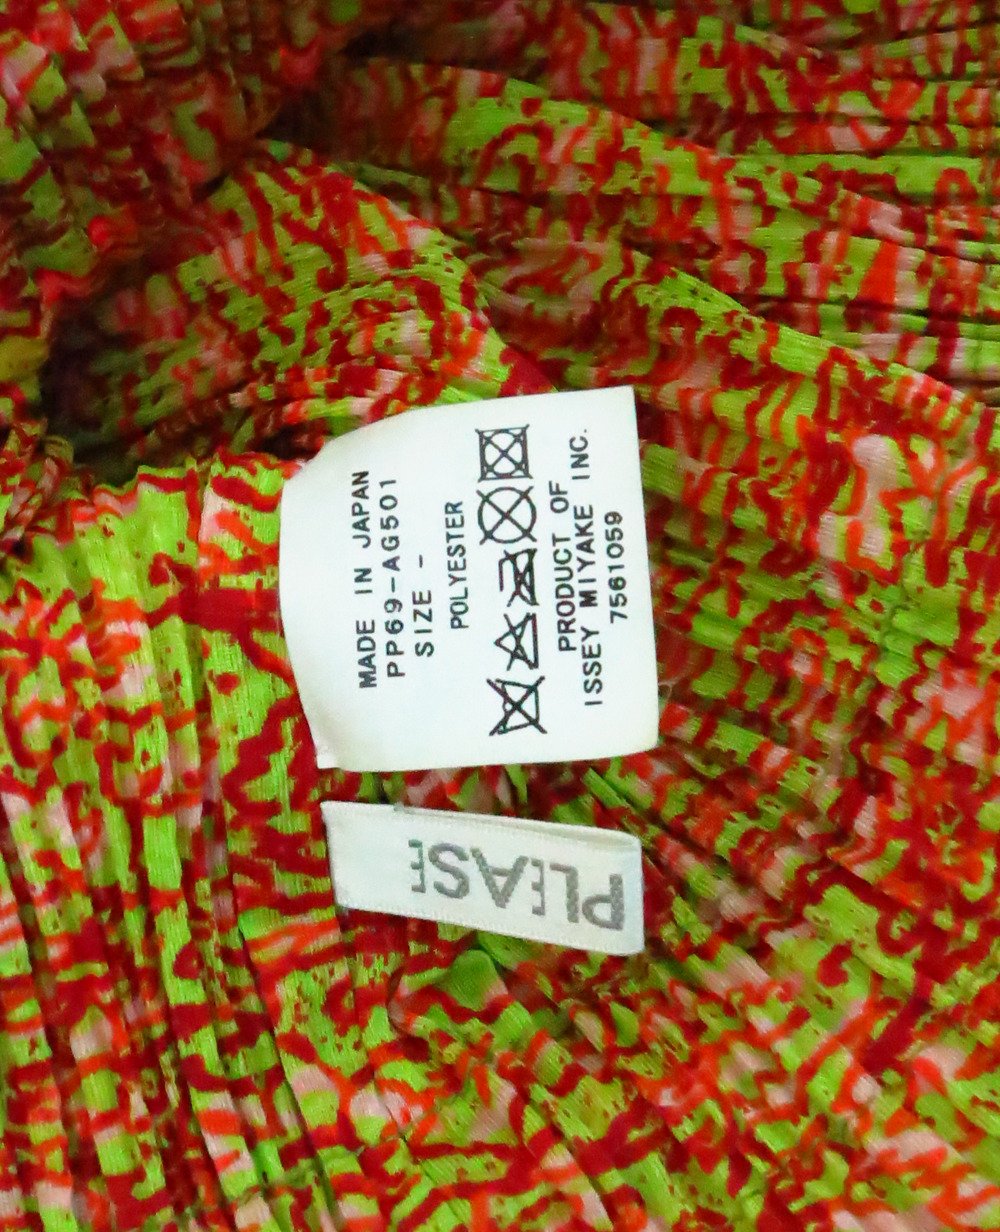 MADE IN JAPAN
PP69-AG501
SIZE -
POLYESTER
PRODUCT OF
ISSEY MIYAKE INC.
7561059
PLEASE